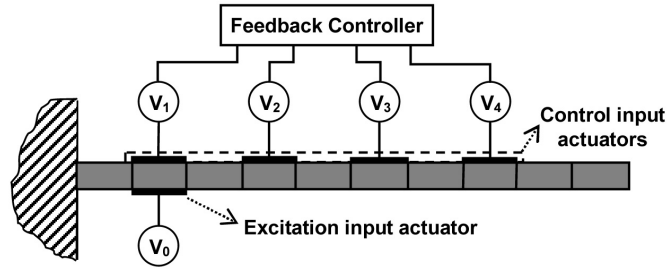 Feedback Controller
V1
V2
V3
V4
Control input
actuators
Excitation input actuator
V0